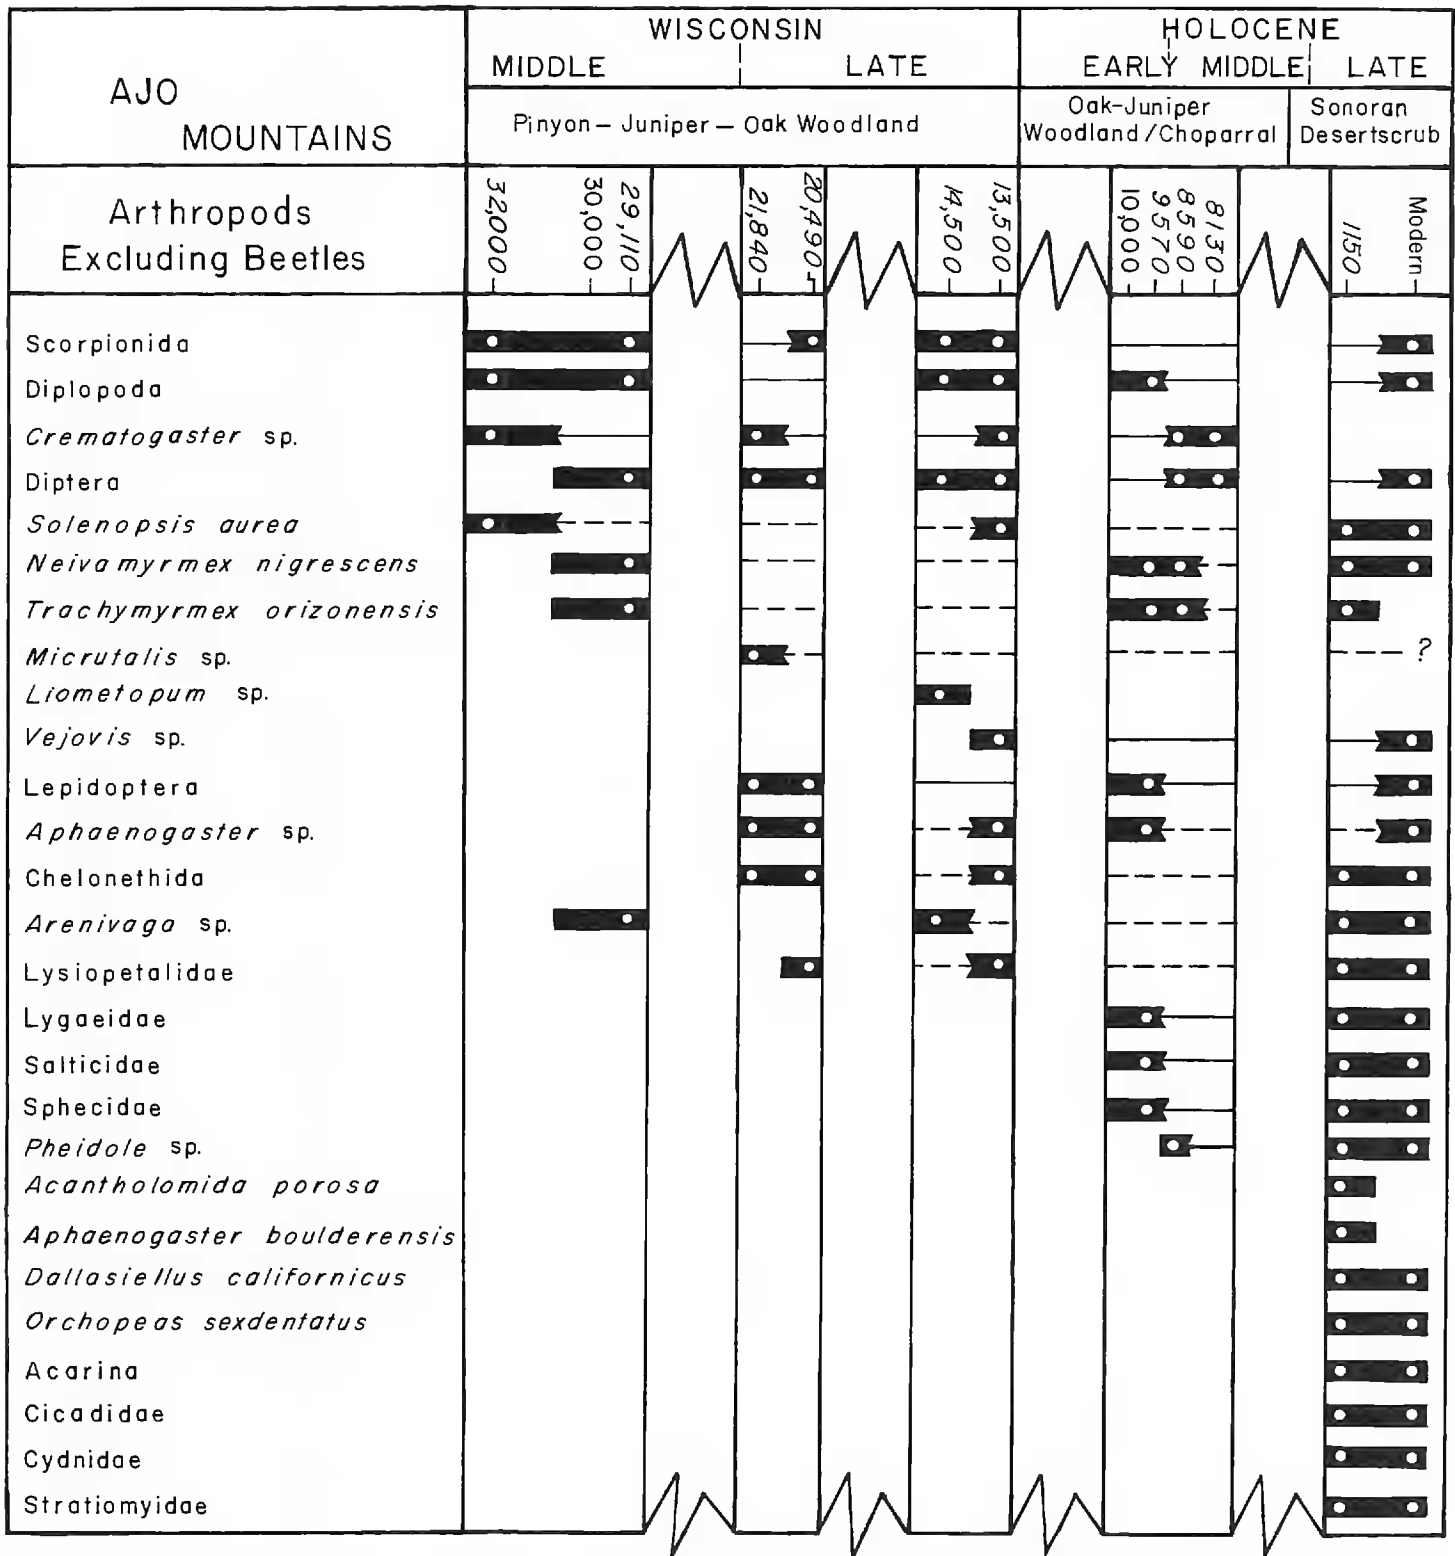 AJO
MOUNTAINS
WISCONSIN
MIDDLE LATE
HOLOCENE
EARLY MIDDLE LATE
Pinyon – Juniper – Oak Woodland
Oak-Juniper
Woodland/Choparral
Sonoran
Desertscrub
Arthropods
Excluding Beetles
32,000
30,000
29,110
21,840
20,490
14,500
13,500
10,000
9570
8590
8130
1150
Modern
Scorpionida
Diplopoda
Crematogaster sp.
Diptera
Solenopsis aurea
Neivamyrmex nigrescens
Trachymyrmex orizonensis
Micrutalis sp. ?
Liometopum sp.
Vejovis sp.
Lepidoptera
Aphaenogaster sp.
Chelonethida
Arenivaga sp.
Lysiopetalidae
Lygaeidae
Salticidae
Sphecidae
Pheidole sp.
Acantholomida porosa
Aphaenogaster boulderensis
Dallasiellus californicus
Orchopeas sexdentatus
Acarina
Cicadidae
Cydnidae
Stratiomyidae